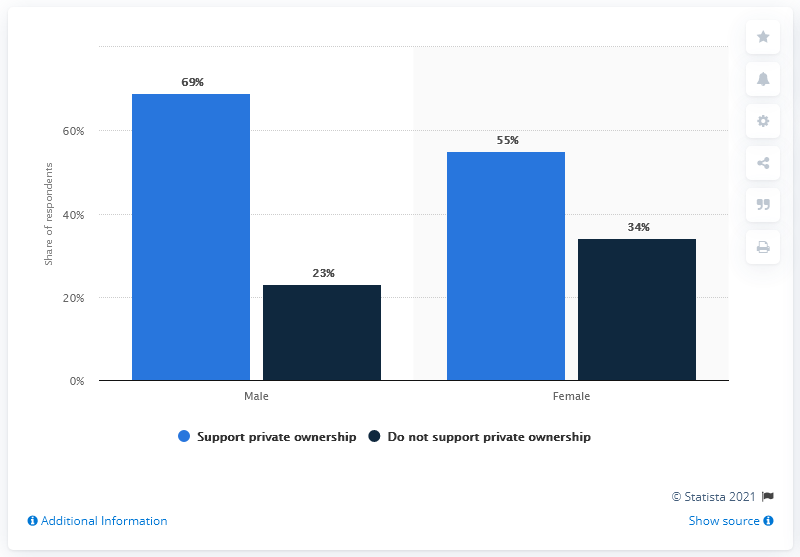 69%
60%
55%
Share of respondents
40%
34%
23%
20%
0%
Male
Female
Support private ownership
Do not support private ownership
© Statista 2021
Additional Information
Show source